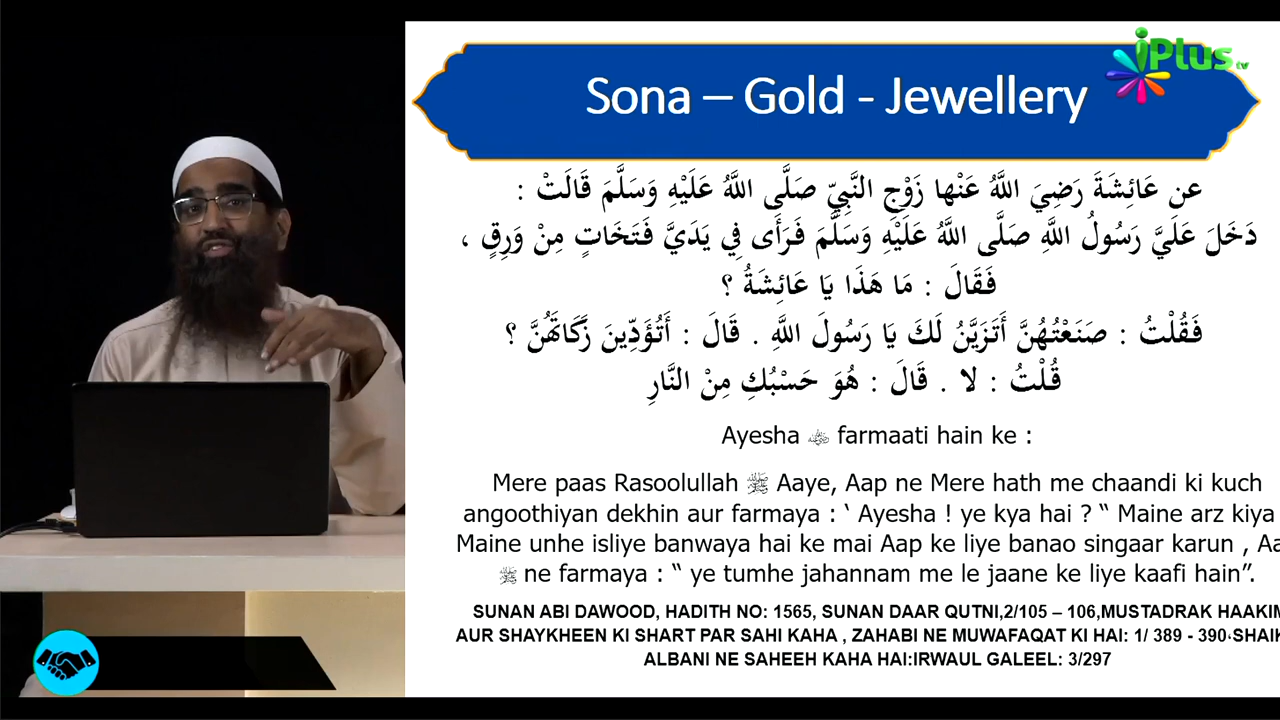 iPlus tv
Sona – Gold - Jewellery
عن عَائِشَةَ رَضِيَ اللَّهُ عَنْها زَوْجِ النَّبِيِّ صَلَّى اللَّهُ عَلَيْهِ وَسَلَّمَ قَالَتْ :
دَخَلَ عَلَيَّ رَسُولُ اللَّهِ صَلَّى اللَّهُ عَلَيْهِ وَسَلَّمَ فَرَأَى فِي يَدَيَّ فَتَخَاتٍ مِنْ وَرِقٍ ،
فَقَالَ : مَا هَذَا يَا عَائِشَةُ ؟
فَقُلْتُ : صَنَعْتُهُنَّ أَتَزَيَّنُ لَكَ يَا رَسُولَ اللَّهِ . قَالَ : أَتُؤَدِّينَ زَكَاتَهُنَّ ؟
قُلْتُ : لا . قَالَ : هُوَ حَسْبُكِ مِنْ النَّارِ
Ayesha farmaati hain ke :
Mere paas Rasoolullah ﷺ Aaye, Aap ne Mere hath me chaandi ki kuch
angoothiyan dekhin aur farmaya : ‘ Ayesha ! ye kya hai ? “ Maine arz kiya
Maine unhe isliye banwaya hai ke mai Aap ke liye banao singaar karun , Aa
ﷺ ne farmaya : “ ye tumhe jahannam me le jaane ke liye kaafi hain”.
SUNAN ABI DAWOOD, HADITH NO: 1565, SUNAN DAAR QUTNI,2/105 – 106,MUSTADRAK HAAKIM
AUR SHAYKHEEN KI SHART PAR SAHI KAHA , ZAHABI NE MUWAFAQAT KI HAI: 1/ 389 - 390،SHAIK
ALBANI NE SAHEEH KAHA HAI:IRWAUL GALEEL: 3/297